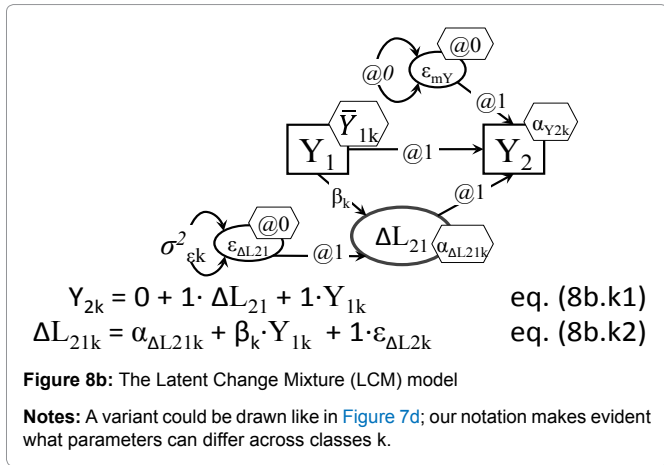 @0
@0
ε_mY
@1
Ȳ_1k
α_Y2k
Y_1
@1
Y_2
β_k
@1
@0
ΔL_21
σ²_εk
ε_ΔL21
@1
α_ΔL21k
Y_2k = 0 + 1· ΔL_21 + 1·Y_1k eq. (8b.k1)
ΔL_21k = α_ΔL21k + β_k·Y_1k + 1·ε_ΔL2k eq. (8b.k2)
Figure 8b: The Latent Change Mixture (LCM) model
Notes: A variant could be drawn like in Figure 7d; our notation makes evident
what parameters can differ across classes k.